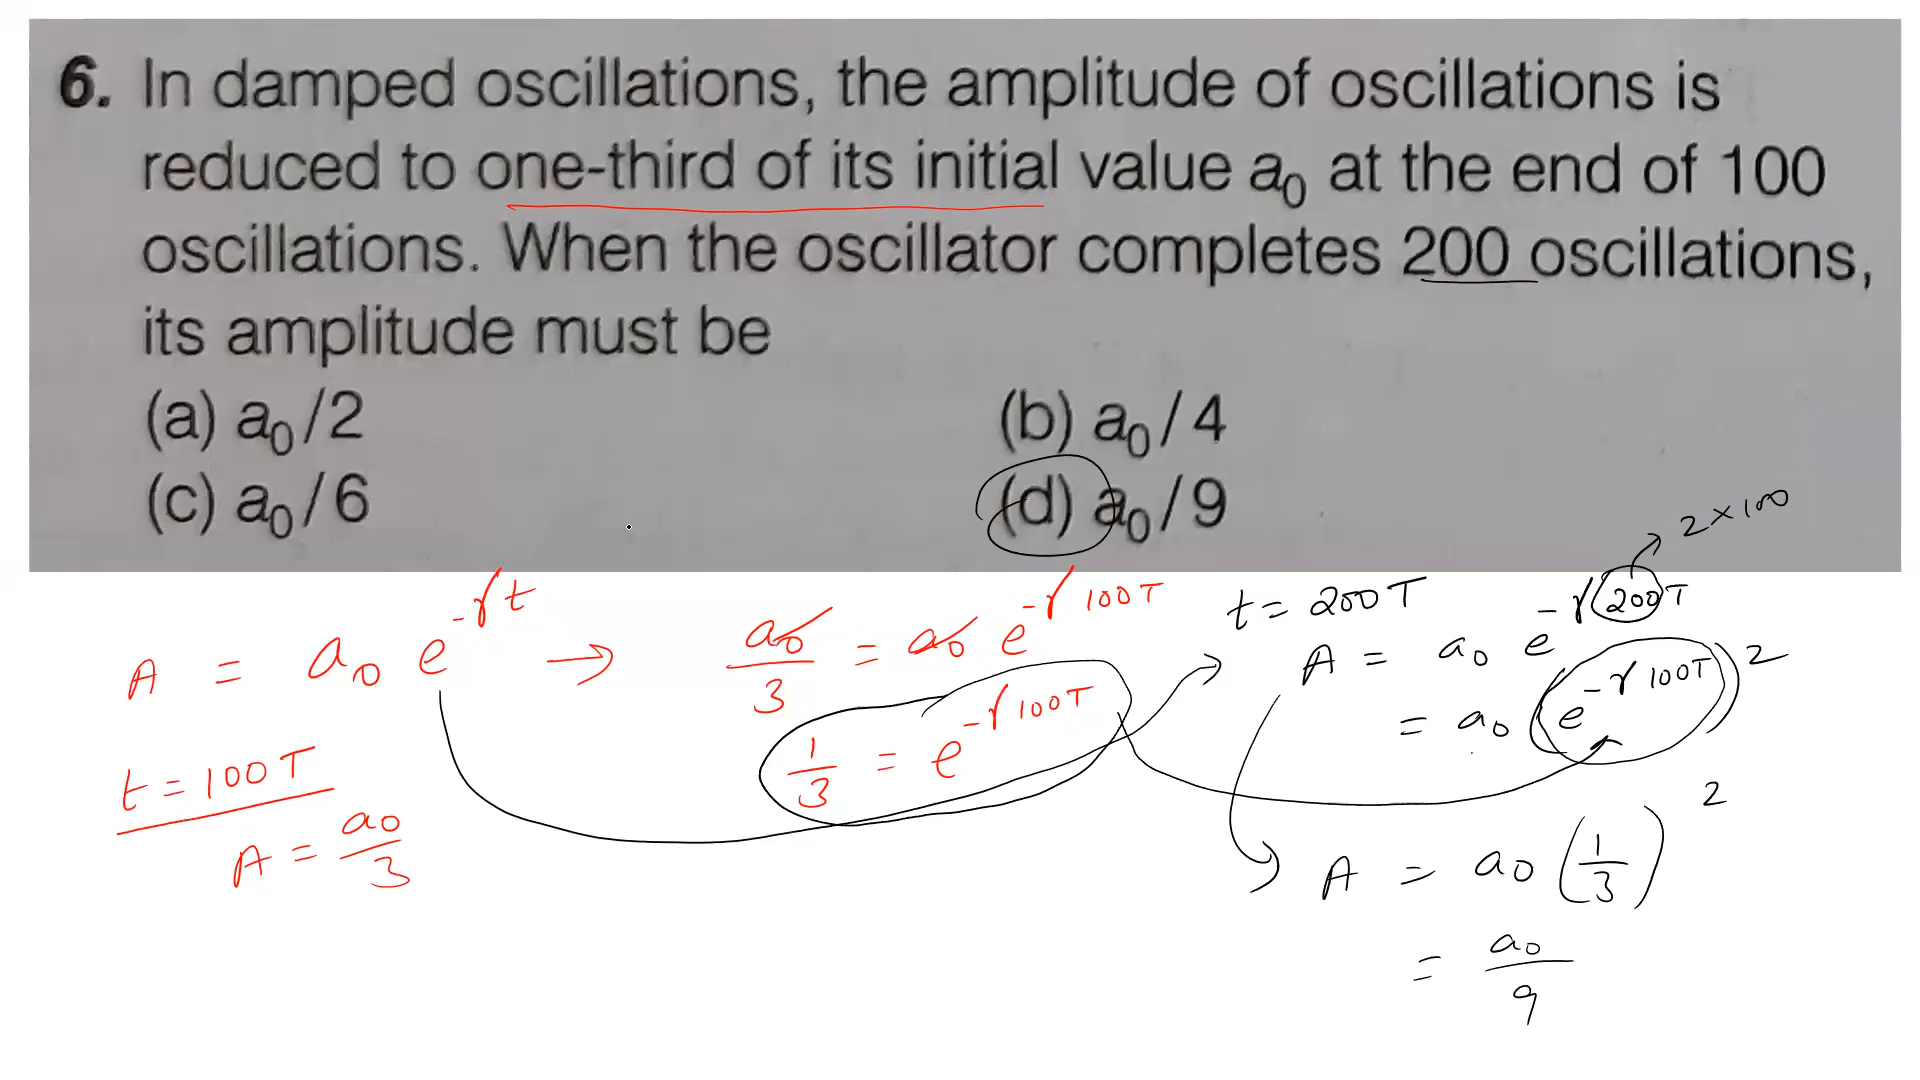 6. In damped oscillations, the amplitude of oscillations is
reduced to one-third of its initial value a₀ at the end of 100
oscillations. When the oscillator completes 200 oscillations,
its amplitude must be
(a) a₀/2 (b) a₀/4
(c) a₀/6 (d) a₀/9
2×100
A = a₀ e^{-γt} → a₀/3 = a₀ e^{-γ100T}
t = 200T
A = a₀ e^{-γ200T}
1/3 = e^{-γ100T}
= a₀ (e^{-γ100T})²
t = 100T
A = a₀/3
A = a₀ (1/3)²
= a₀/9